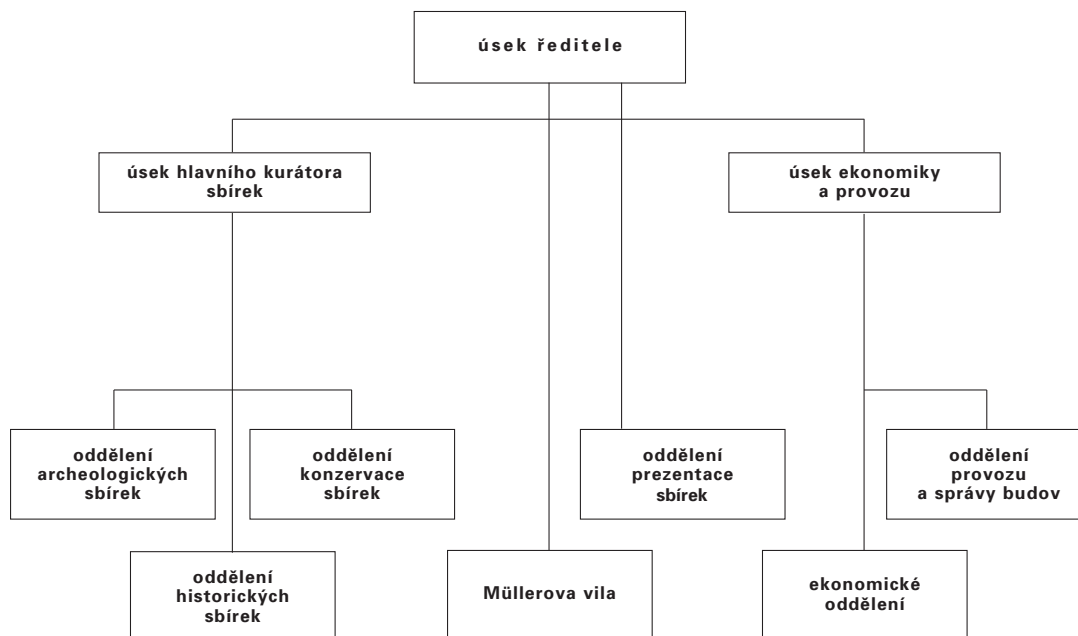 úsek ředitele
úsek hlavního kurátora
sbírek
úsek ekonomiky
a provozu
oddělení
archeologických
sbírek
oddělení
konzervace
sbírek
oddělení
prezentace
sbírek
oddělení
provozu
a správy budov
oddělení
historických
sbírek
Müllerova vila
ekonomické
oddělení